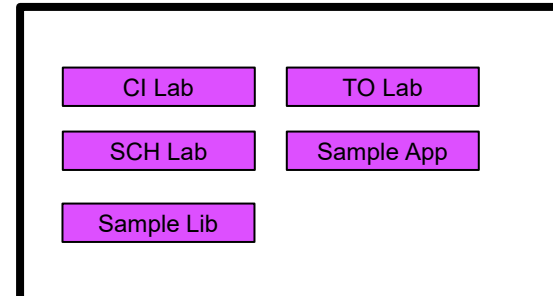 CI Lab
TO Lab
SCH Lab
Sample App
Sample Lib